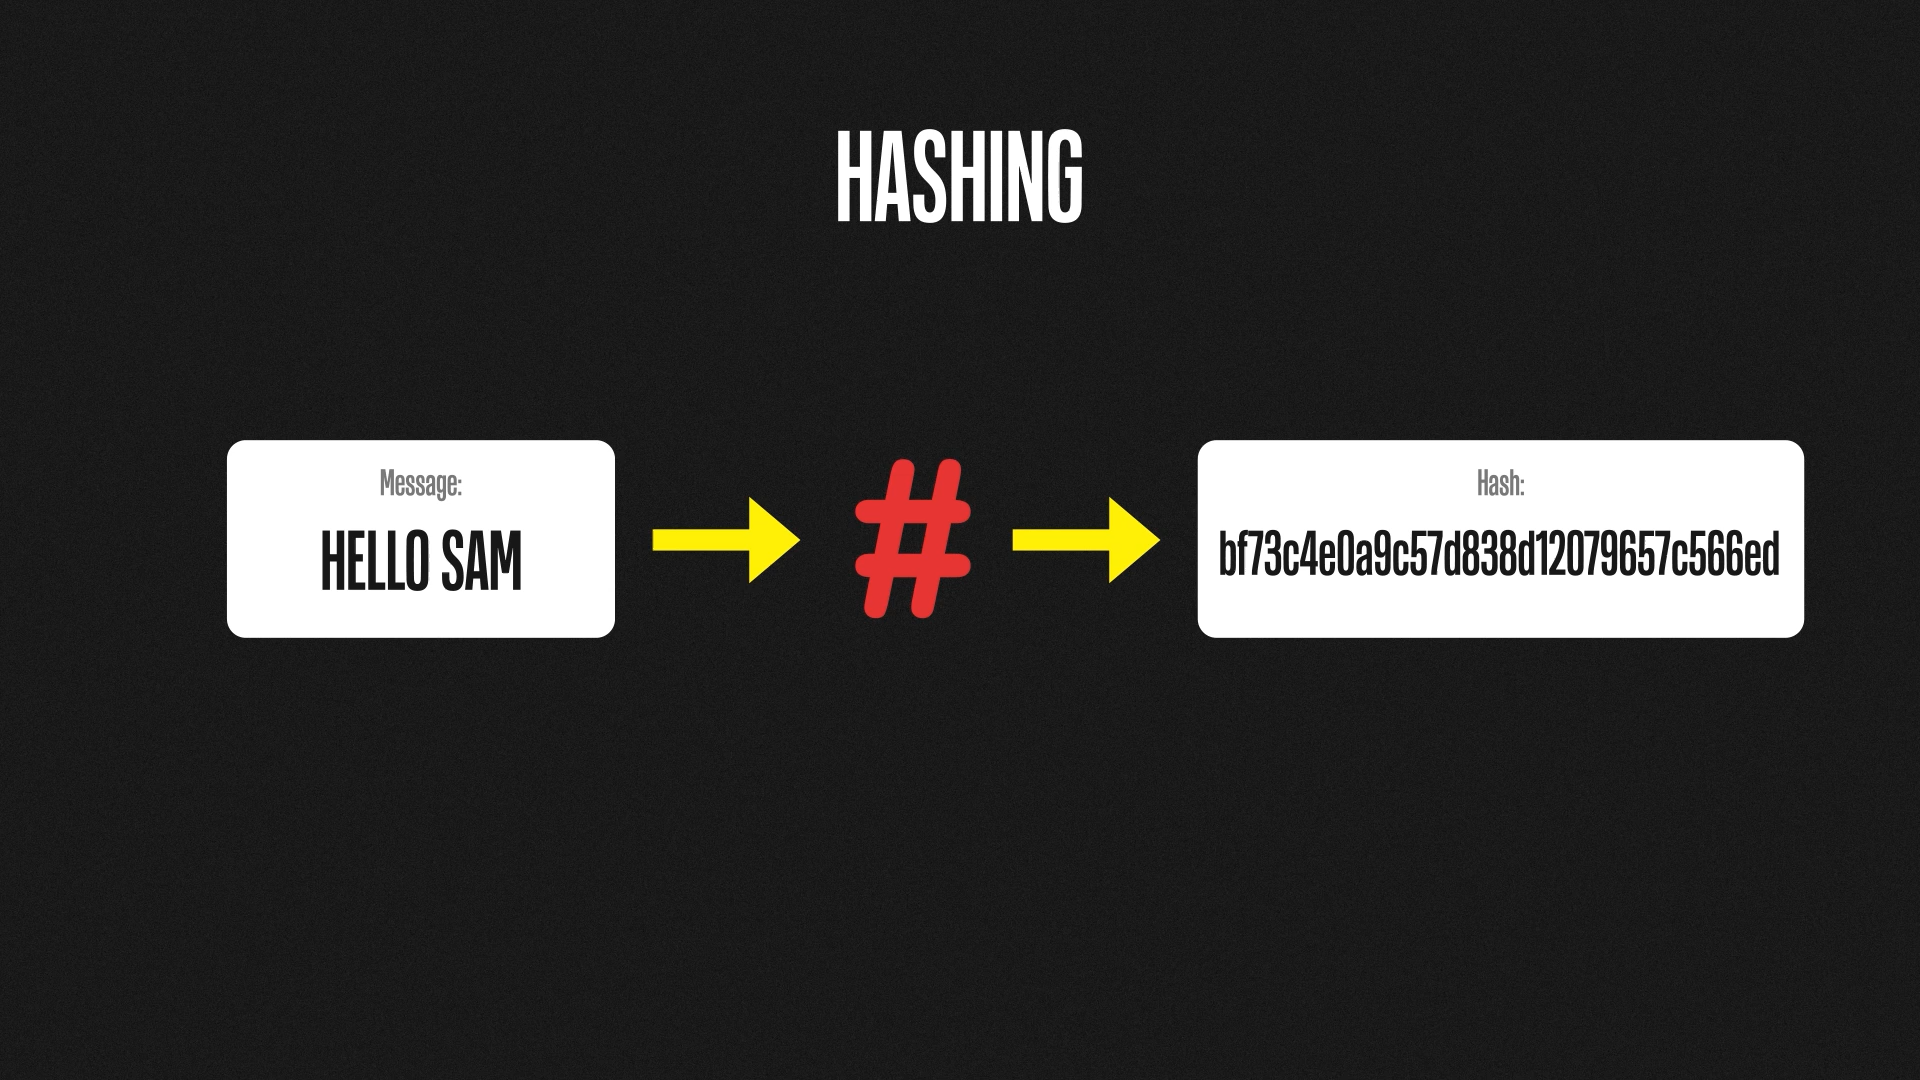 HASHING
Message:
HELLO SAM
#
Hash:
bf73c4e0a9c57d838d12079657c566ed